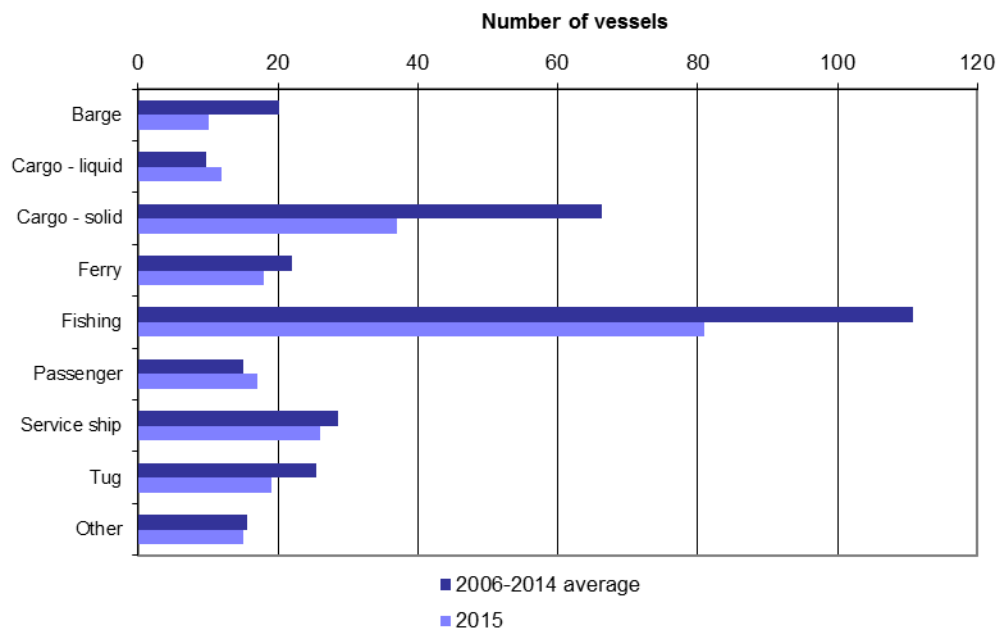 Number of vessels
0 20 40 60 80 100 120
Barge
Cargo - liquid
Cargo - solid
Ferry
Fishing
Passenger
Service ship
Tug
Other
2006-2014 average
2015